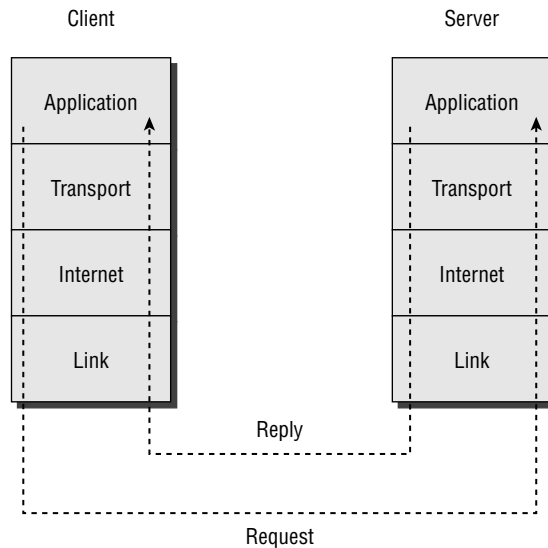 Client
Server
Application
Application
Transport
Transport
Internet
Internet
Link
Link
Reply
Request